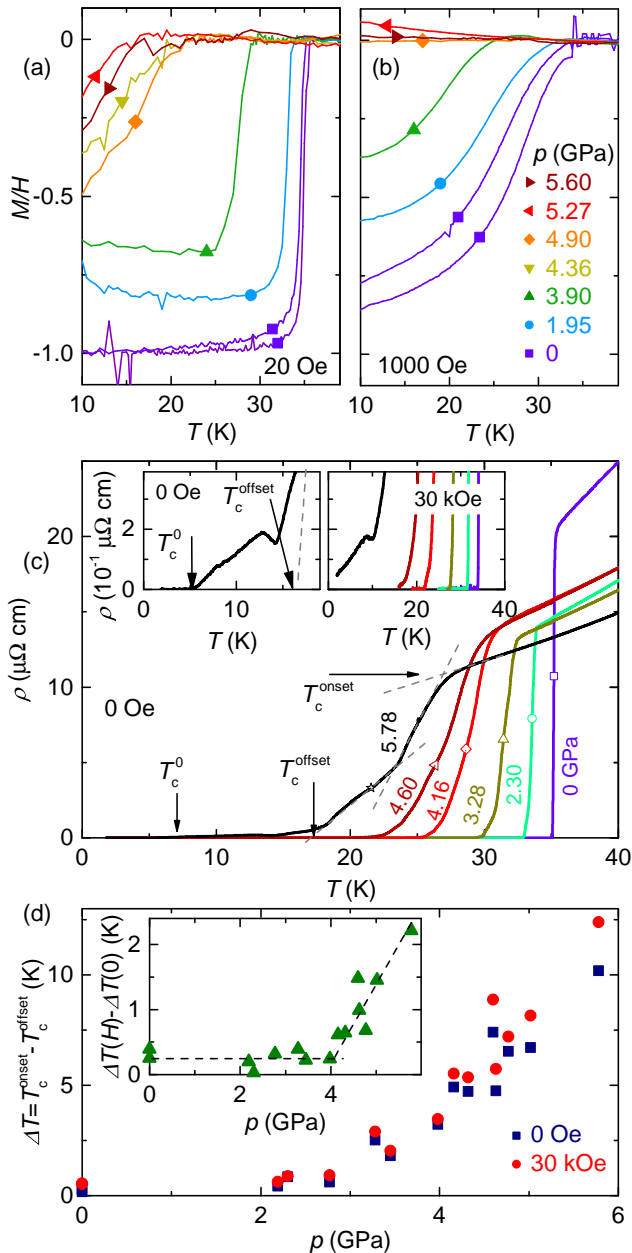 0
(a)
(b)
p (GPa)
5.60
5.27
4.90
4.36
3.90
1.95
0
M/H
-0.5
-1.0
20 Oe
1000 Oe
10 20 30
10 20 30
T (K)
T (K)
ρ (10⁻¹ μΩ cm)
4
2
0
0 Oe
T_c^offset
T_c^0
30 kOe
10
0 20 40
T (K)
T (K)
20
(c)
ρ (μΩ cm)
10
0
T_c^onset
0 Oe
T_c^0
T_c^offset
5.78
4.60
4.16
3.28
2.30
0 GPa
0 10 20 30 40
T (K)
(d)
ΔT=T_c^onset-T_c^offset (K)
10
5
0
ΔT(H)-ΔT(0) (K)
2
1
0
0 2 4
p (GPa)
0 Oe
30 kOe
0 2 4 6
p (GPa)